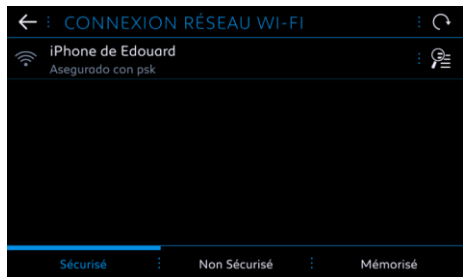 CONNEXION RÉSEAU WI-FI
iPhone de Edouard
Asegurado con psk
Sécurisé Non Sécurisé Mémorisé